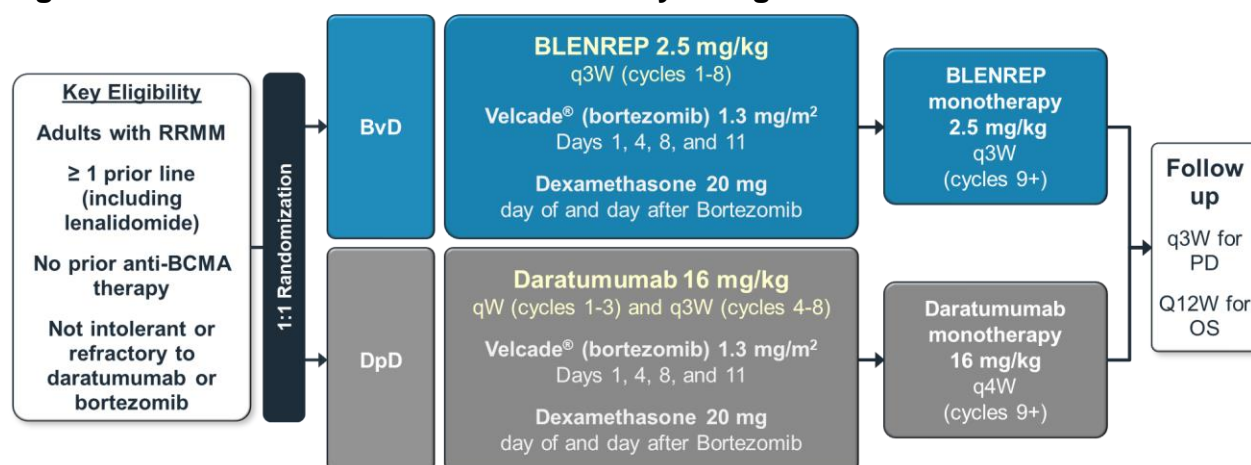 Key Eligibility
Adults with RRMM
≥ 1 prior line
(including
lenalidomide)
No prior anti-BCMA
therapy
Not intolerant or
refractory to
daratumumab or
bortezomib
1:1 Randomization
BvD
BLENREP 2.5 mg/kg
q3W (cycles 1-8)
Velcade® (bortezomib) 1.3 mg/m²
Days 1, 4, 8, and 11
Dexamethasone 20 mg
day of and day after Bortezomib
BLENREP
monotherapy
2.5 mg/kg
q3W
(cycles 9+)
DpD
Daratumumab 16 mg/kg
qW (cycles 1-3) and q3W (cycles 4-8)
Velcade® (bortezomib) 1.3 mg/m²
Days 1, 4, 8, and 11
Dexamethasone 20 mg
day of and day after Bortezomib
Daratumumab
monotherapy
16 mg/kg
q4W
(cycles 9+)
Follow
up
q3W for
PD
Q12W for
OS